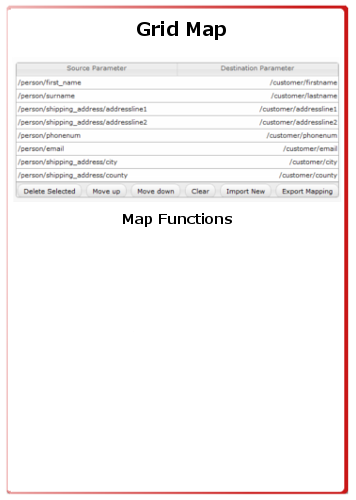 Grid Map
Source Parameter Destination Parameter
/person/first_name /customer/firstname
/person/surname /customer/lastname
/person/shipping_address/addressline1 /customer/addressline1
/person/shipping_address/addressline2 /customer/addressline2
/person/phonenum /customer/phonenum
/person/email /customer/email
/person/shipping_address/city /customer/city
/person/shipping_address/county /customer/county
Delete Selected Move up Move down Clear Import New Export Mapping
Map Functions